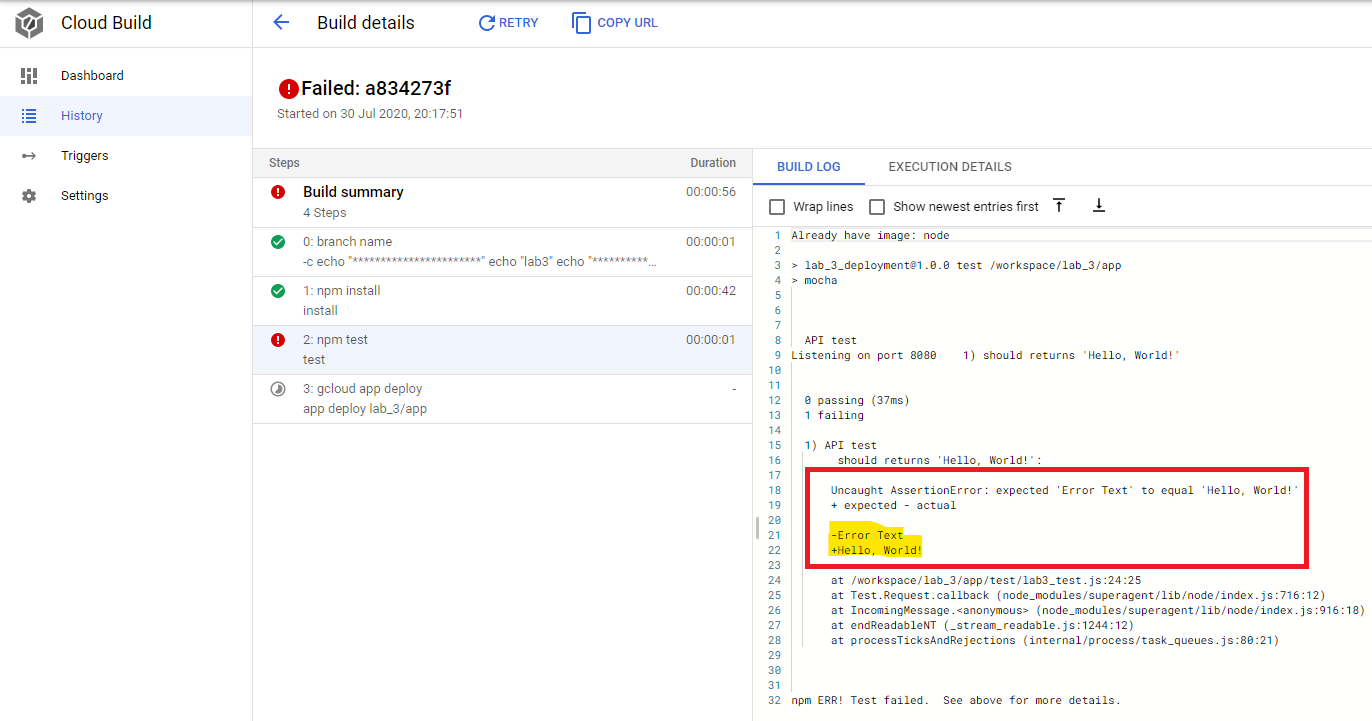 Cloud Build
Build details
RETRY
COPY URL
Dashboard
History
Triggers
Settings
Failed: a834273f
Started on 30 Jul 2020, 20:17:51
Steps Duration
Build summary 00:00:56
4 Steps
0: branch name 00:00:01
-c echo "***********************" echo "lab3" echo "**********…
1: npm install 00:00:42
install
2: npm test 00:00:01
test
3: gcloud app deploy -
app deploy lab_3/app
BUILD LOG EXECUTION DETAILS
Wrap lines Show newest entries first
1 Already have image: node
2
3 > lab_3_deployment@1.0.0 test /workspace/lab_3/app
4 > mocha
5
6
7
8 API test
9 Listening on port 8080 1) should returns 'Hello, World!'
10
11
12 0 passing (37ms)
13 1 failing
14
15 1) API test
16 should returns 'Hello, World!':
17
18 Uncaught AssertionError: expected 'Error Text' to equal 'Hello, World!'
19 + expected - actual
20
21 -Error Text
22 +Hello, World!
23
24 at /workspace/lab_3/app/test/lab3_test.js:24:25
25 at Test.Request.callback (node_modules/superagent/lib/node/index.js:716:12)
26 at IncomingMessage.<anonymous> (node_modules/superagent/lib/node/index.js:916:18)
27 at endReadableNT (_stream_readable.js:1244:12)
28 at processTicksAndRejections (internal/process/task_queues.js:80:21)
29
30
31
32 npm ERR! Test failed. See above for more details.